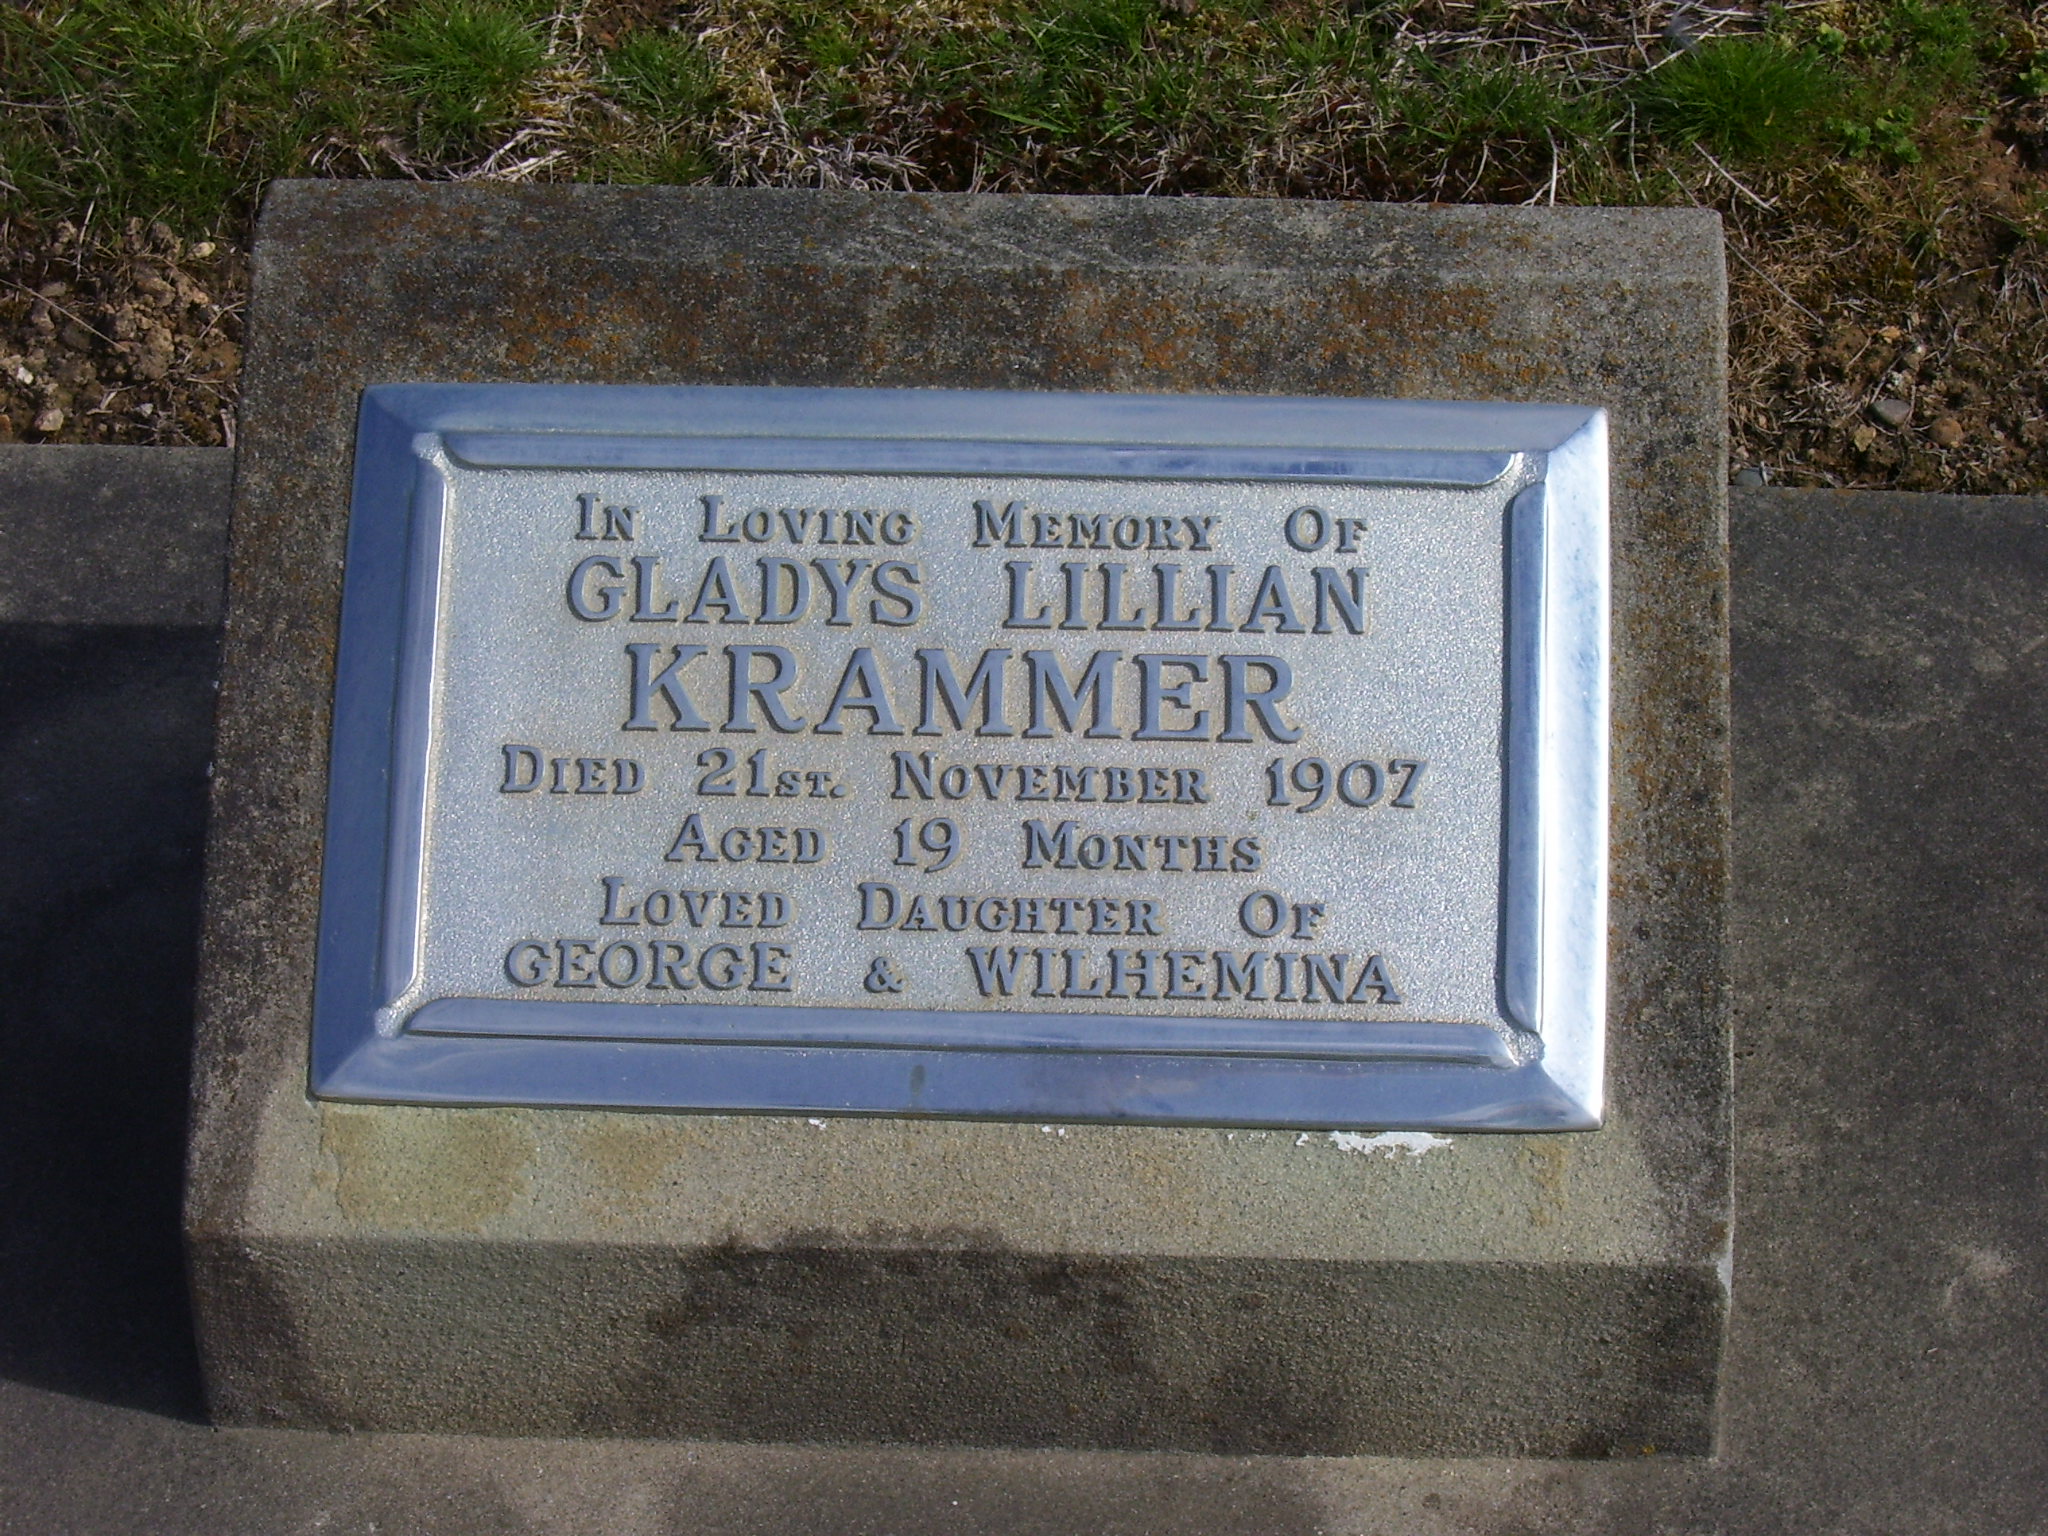 In Loving Memory Of
GLADYS LILLIAN
KRAMMER
Died 21st. November 1907
Aged 19 Months
Loved Daughter Of
GEORGE & WILHEMINA